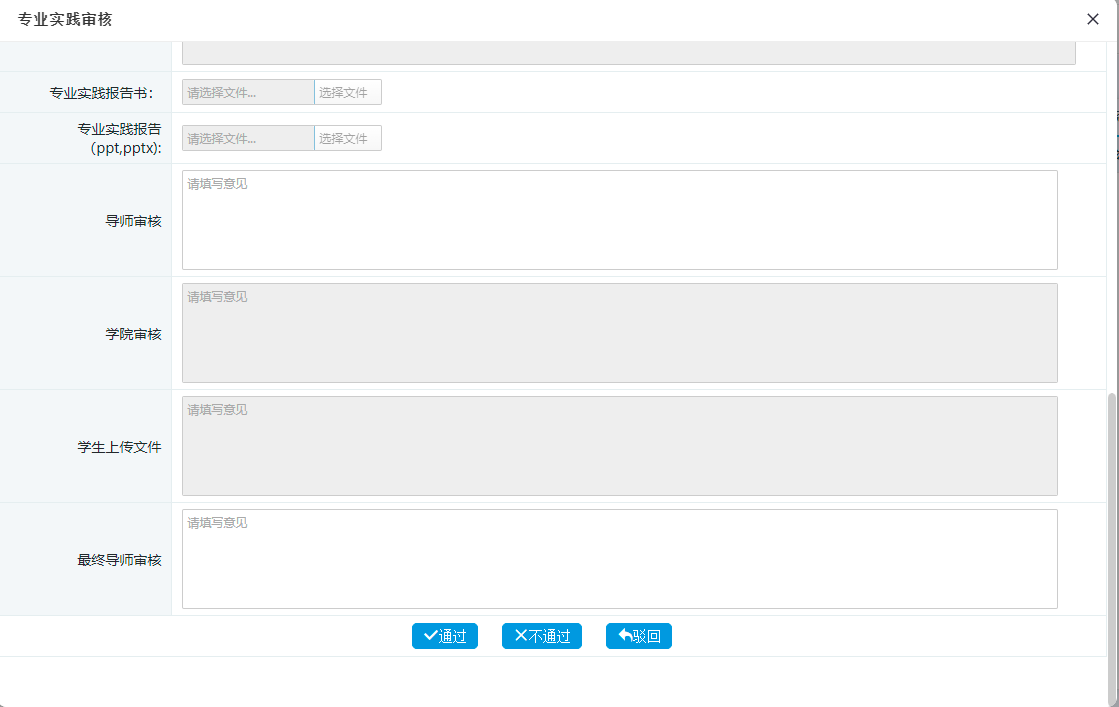 专业实践审核
专业实践报告书：
请选择文件... 选择文件
专业实践报告
(ppt,pptx):
请选择文件... 选择文件
导师审核
请填写意见
学院审核
请填写意见
学生上传文件
请填写意见
最终导师审核
请填写意见
通过 不通过 驳回